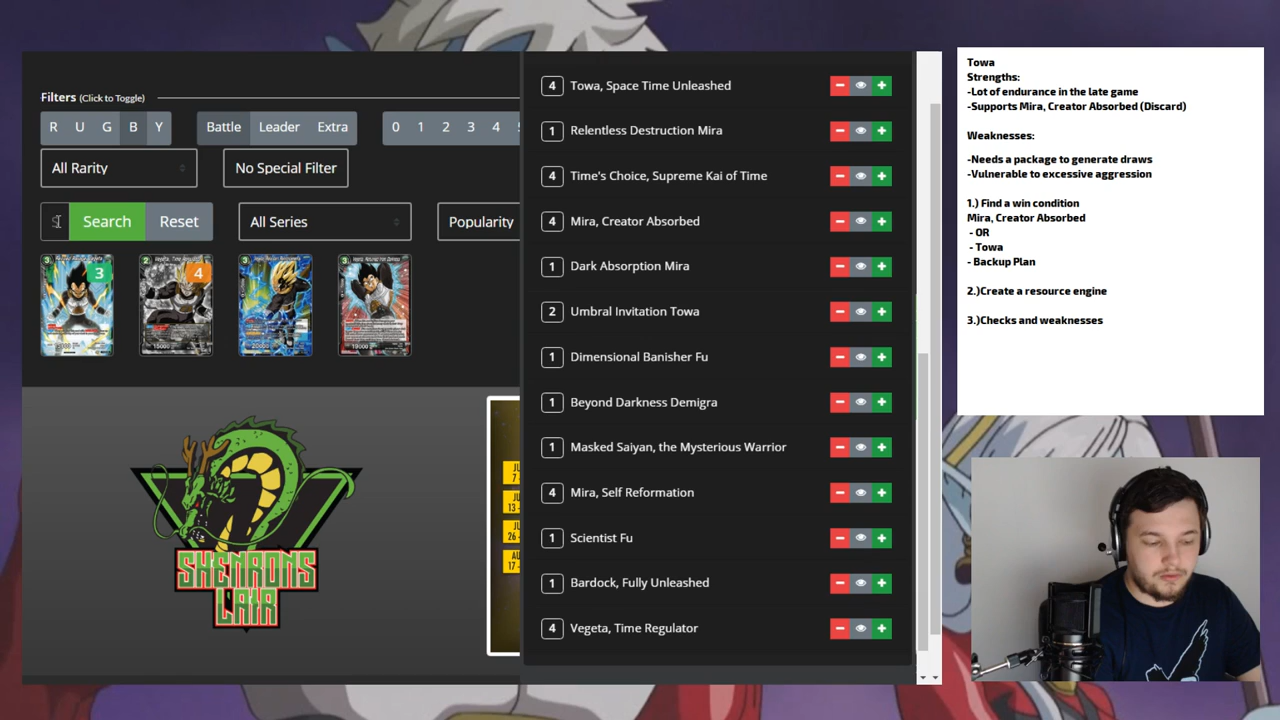 Filters (Click to Toggle)
R U G B Y
Battle Leader Extra
0 1 2 3 4
All Rarity
No Special Filter
Search Reset
All Series
Popularity
3
4
15000
20000
SHENRONS
LAIR
4 Towa, Space Time Unleashed
1 Relentless Destruction Mira
4 Time's Choice, Supreme Kai of Time
4 Mira, Creator Absorbed
1 Dark Absorption Mira
2 Umbral Invitation Towa
1 Dimensional Banisher Fu
1 Beyond Darkness Demigra
1 Masked Saiyan, the Mysterious Warrior
4 Mira, Self Reformation
1 Scientist Fu
1 Bardock, Fully Unleashed
4 Vegeta, Time Regulator
Towa
Strengths:
-Lot of endurance in the late game
-Supports Mira, Creator Absorbed (Discard)
Weaknesses:
-Needs a package to generate draws
-Vulnerable to excessive aggression
1.) Find a win condition
Mira, Creator Absorbed
- OR
- Towa
- Backup Plan
2.)Create a resource engine
3.)Checks and weaknesses